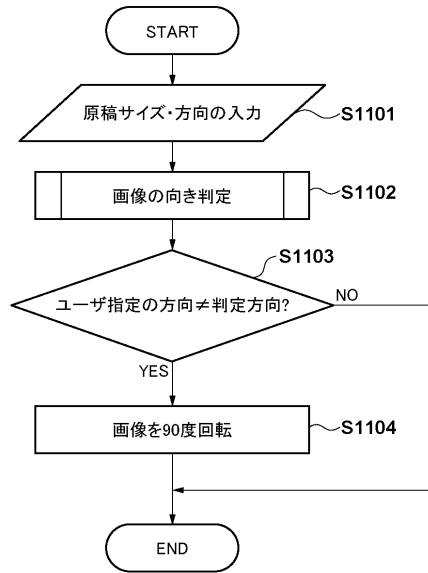 START
原稿サイズ・方向の入力
S1101
画像の向き判定
S1102
S1103
ユーザ指定の方向≠判定方向?
NO
YES
画像を90度回転
S1104
END